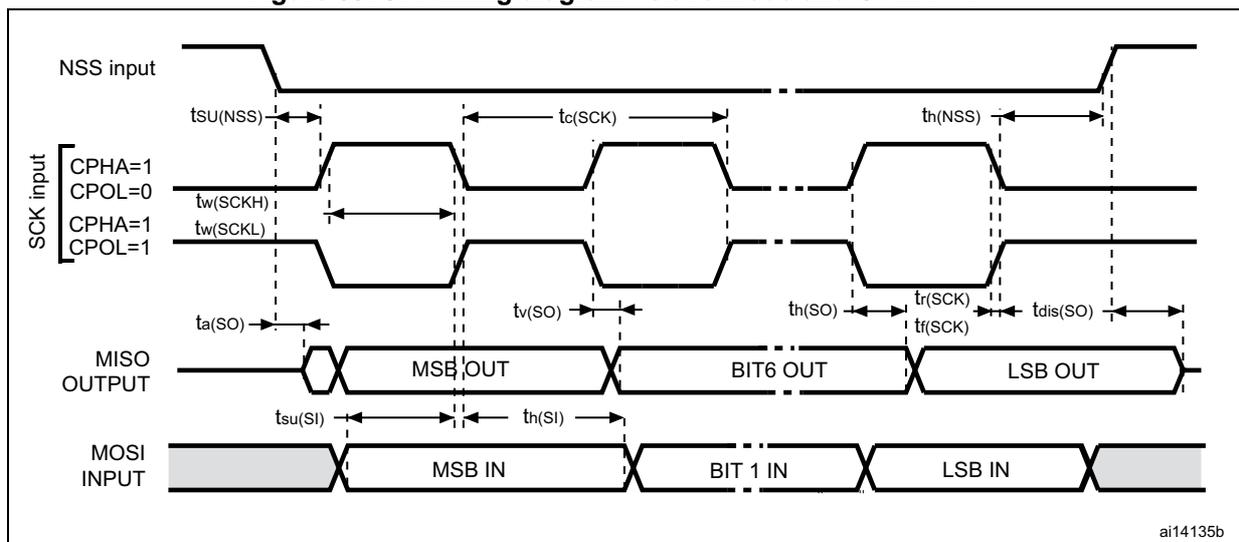 NSS input
tSU(NSS)
tc(SCK)
th(NSS)
SCK input
CPHA=1
CPOL=0
tw(SCKH)
CPHA=1
tw(SCKL)
CPOL=1
ta(SO)
tv(SO)
th(SO)
tr(SCK)
tf(SCK)
tdis(SO)
MISO
OUTPUT
MSB OUT
BIT6 OUT
LSB OUT
tsu(SI)
th(SI)
MOSI
INPUT
MSB IN
BIT 1 IN
LSB IN
ai14135b